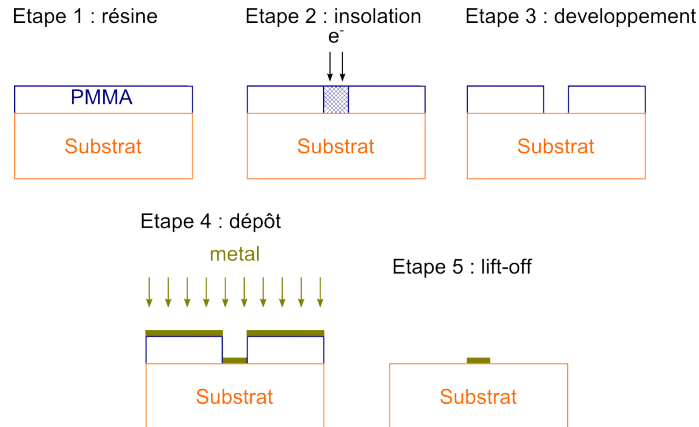 Etape 1 : résine
Etape 2 : insolation
Etape 3 : developpement
e-
PMMA
Substrat
Substrat
Substrat
Etape 4 : dépôt
metal
Etape 5 : lift-off
Substrat
Substrat